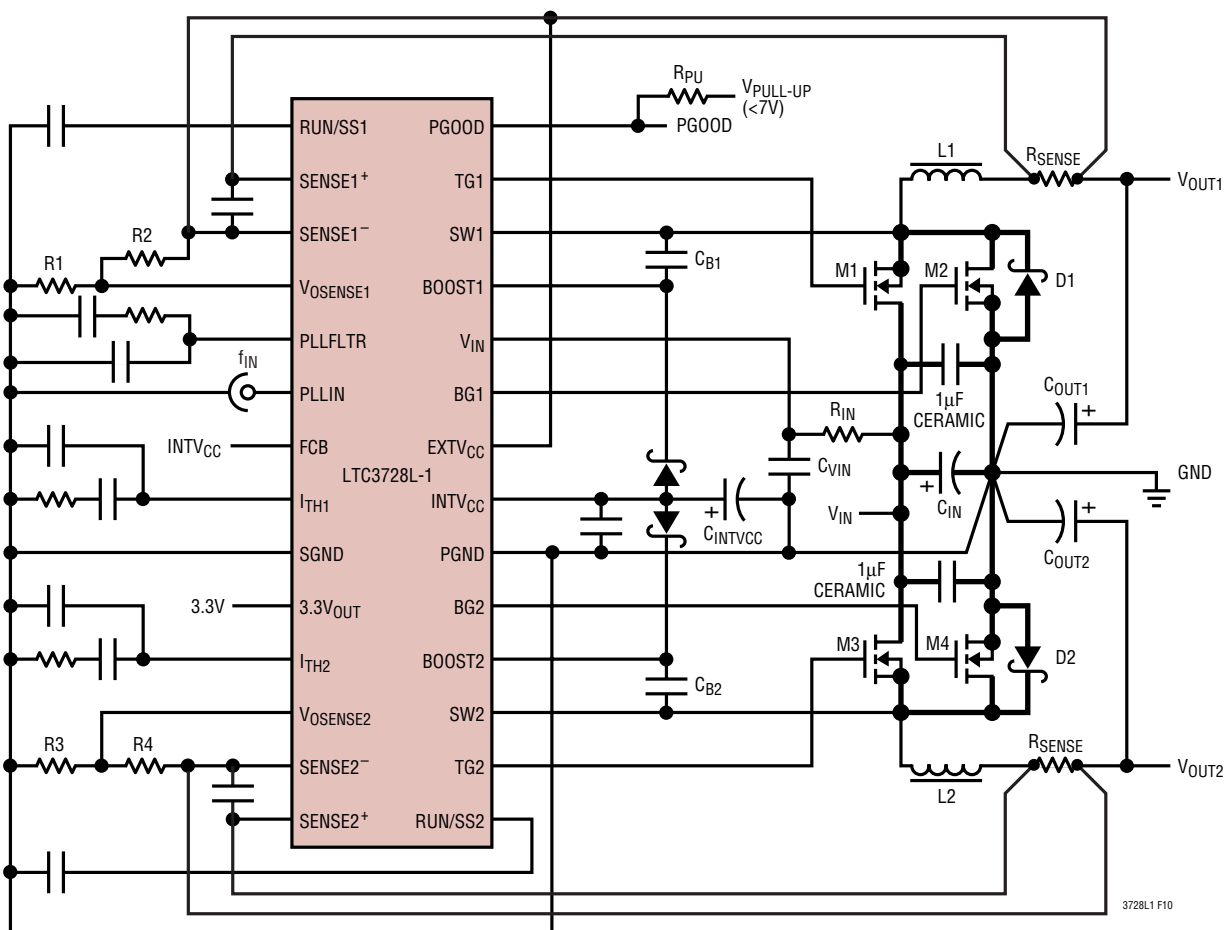 RPU
VPULL-UP
(<7V)
PGOOD
RUN/SS1
PGOOD
SENSE1+
TG1
L1
RSENSE
VOUT1
SENSE1–
SW1
R2
CB1
R1
VOSENSE1
BOOST1
M1
M2
D1
PLLFLTR
VIN
fIN
PLLIN
BG1
1µF
CERAMIC
COUT1
+
RIN
INTVCC
FCB
EXTVCC
LTC3728L-1
CVIN
GND
ITH1
INTVCC
+
CINTVCC
VIN
+
CIN
+
COUT2
SGND
PGND
1µF
CERAMIC
3.3V
3.3VOUT
BG2
M3
M4
D2
ITH2
BOOST2
CB2
VOSENSE2
SW2
R3
R4
SENSE2–
TG2
RSENSE
VOUT2
L2
SENSE2+
RUN/SS2
3728L1 F10